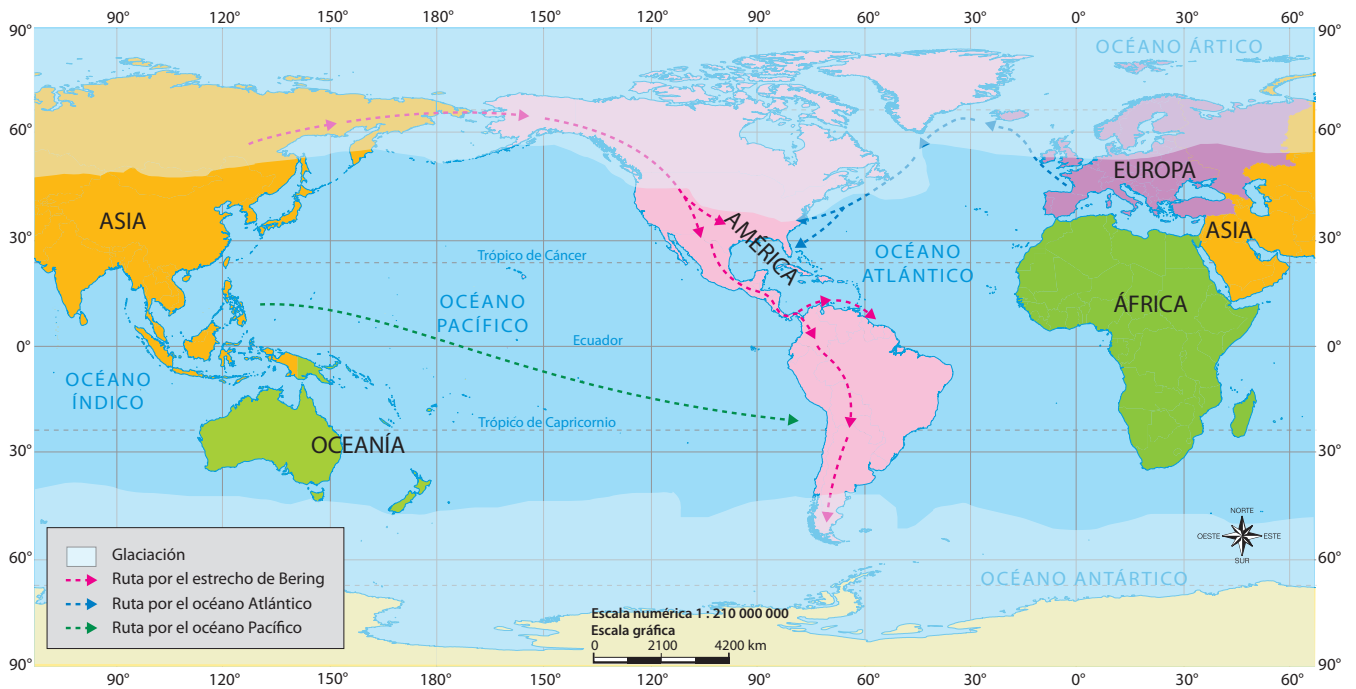 90° 120° 150° 180° 150° 120° 90° 60° 30° 0° 30° 60°
90° 90°
OCÉANO ÁRTICO
60° 60°
EUROPA
ASIA
AMÉRICA
ASIA
30° 30°
Trópico de Cáncer
OCÉANO
ATLÁNTICO
OCÉANO
PACÍFICO
ÁFRICA
Ecuador
0° 0°
OCÉANO
ÍNDICO
Trópico de Capricornio
OCEANÍA
30° 30°
NORTE
OESTE ESTE
SUR
60° 60°
Glaciación
Ruta por el estrecho de Bering
Ruta por el océano Atlántico
Ruta por el océano Pacífico
OCÉANO ANTÁRTICO
Escala numérica 1 : 210 000 000
Escala gráfica
0 2100 4200 km
90° 90°
90° 120° 150° 180° 150° 120° 90° 60° 30° 0° 30° 60°